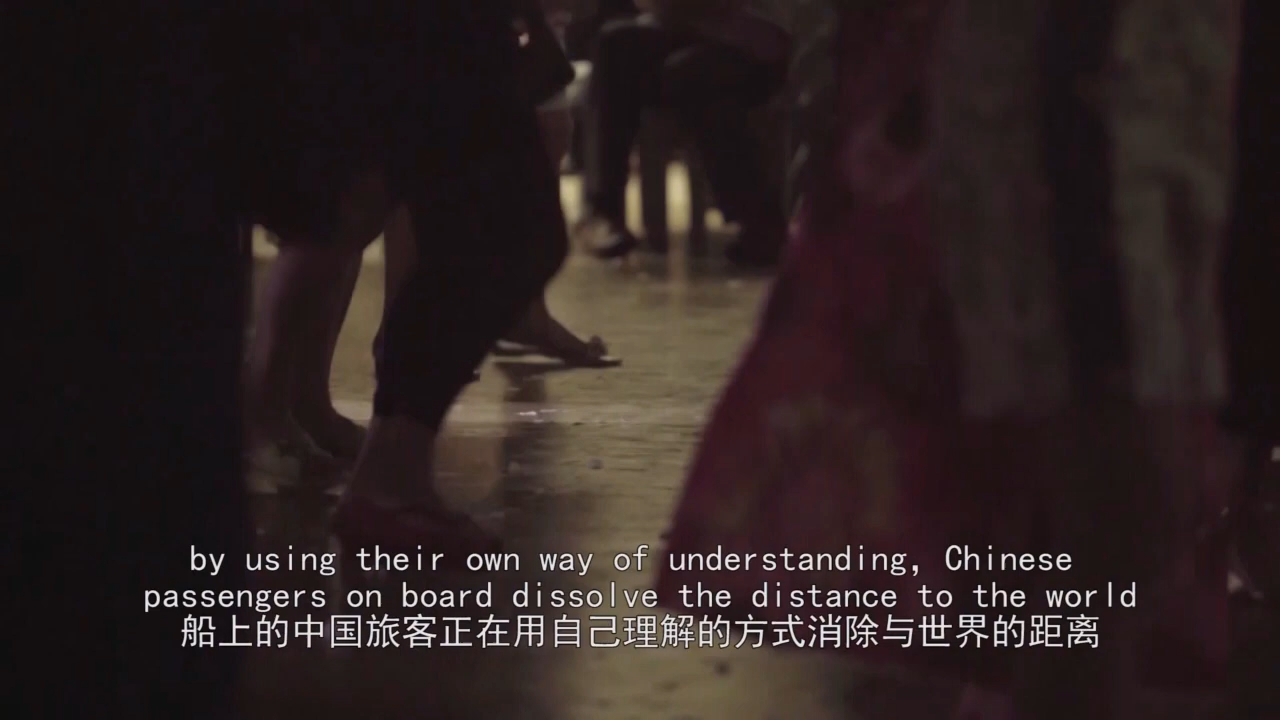 by using their own way of understanding, Chinese
passengers on board dissolve the distance to the world
船上的中国旅客正在用自己理解的方式消除与世界的距离